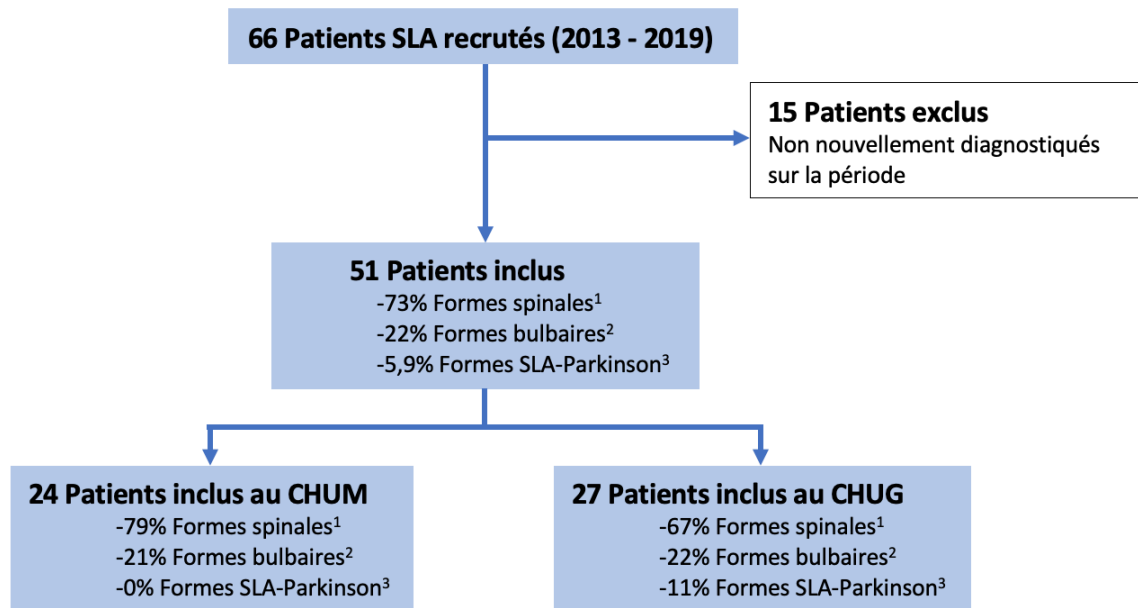 66 Patients SLA recrutés (2013 - 2019)
15 Patients exclus
Non nouvellement diagnostiqués
sur la période
51 Patients inclus
-73% Formes spinales¹
-22% Formes bulbaires²
-5,9% Formes SLA-Parkinson³
24 Patients inclus au CHUM
-79% Formes spinales¹
-21% Formes bulbaires²
-0% Formes SLA-Parkinson³
27 Patients inclus au CHUG
-67% Formes spinales¹
-22% Formes bulbaires²
-11% Formes SLA-Parkinson³